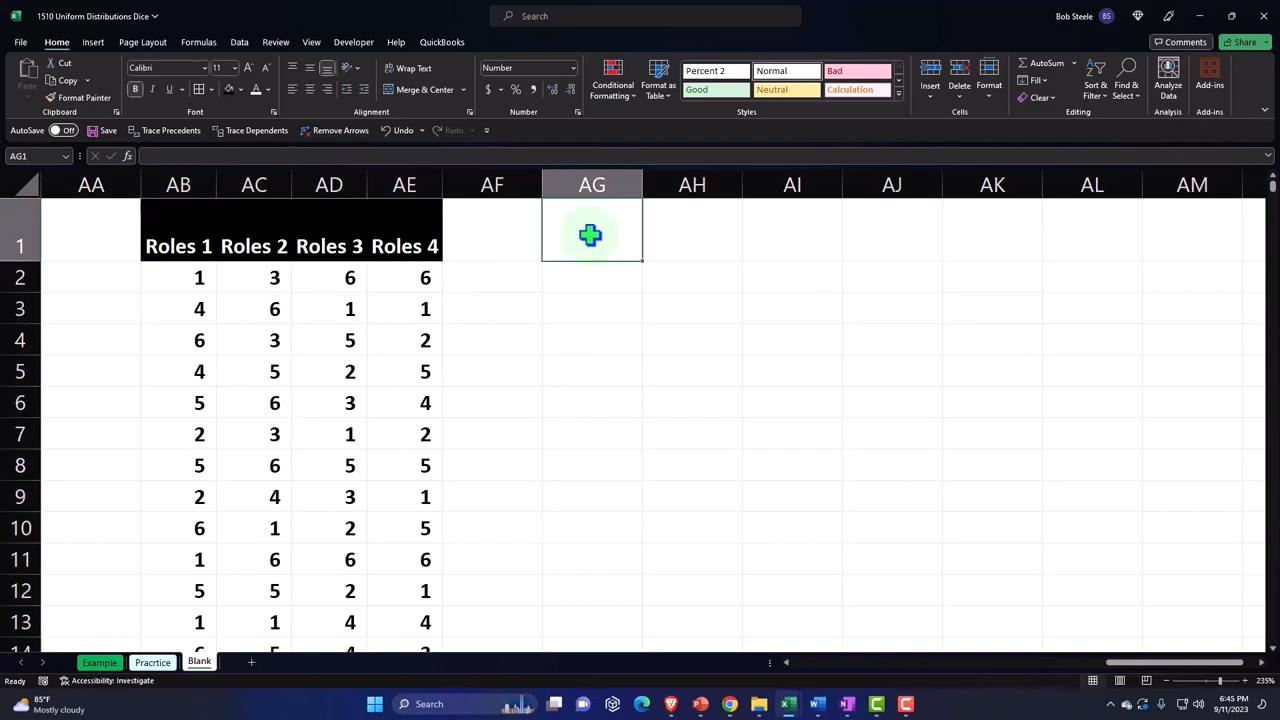 1510 Uniform Distributions Dice
Search
Bob Steele
BS
File Home Insert Page Layout Formulas Data Review View Developer Help QuickBooks
Comments
Share
Paste
Cut
Copy
Format Painter
Clipboard
Calibri
11
Font
Wrap Text
Merge & Center
Alignment
Number
Number
Conditional Formatting
Format as Table
Percent 2 Normal Bad
Good Neutral Calculation
Styles
Insert Delete Format
Cells
AutoSum
Fill
Clear
Sort & Filter
Find & Select
Editing
Analyze Data
Analysis
Add-ins
Add-ins
AutoSave Off Save Trace Precedents Trace Dependents Remove Arrows Undo Redo
AG1
fx
AA AB AC AD AE AF AG AH AI AJ AK AL AM
1 Roles 1 Roles 2 Roles 3 Roles 4
2 1 3 6 6
3 4 6 1 1
4 6 3 5 2
5 4 5 2 5
6 5 6 3 4
7 2 3 1 2
8 5 6 5 5
9 2 4 3 1
10 6 1 2 5
11 1 6 6 6
12 5 5 2 1
13 1 1 4 4
Example Pracrtice Blank
Ready Accessibility: Investigate
235%
85°F
Mostly cloudy
Search
6:45 PM
9/11/2023